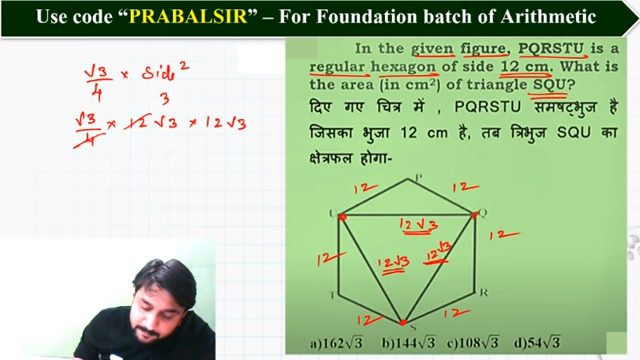 Use code “PRABALSIR” – For Foundation batch of Arithmetic
√3/4 × Side²
3
√3/4 × 12√3 × 12√3
In the given figure, PQRSTU is a
regular hexagon of side 12 cm. What is
the area (in cm²) of triangle SQU?
दिए गए चित्र में , PQRSTU समषट्भुज है
जिसका भुजा 12 cm है, तब त्रिभुज SQU का
क्षेत्रफल होगा-
P
12 12
U Q
12√3
12
12√3 12√3
12
T R
12 S 12
a)162√3 b)144√3 c)108√3 d)54√3